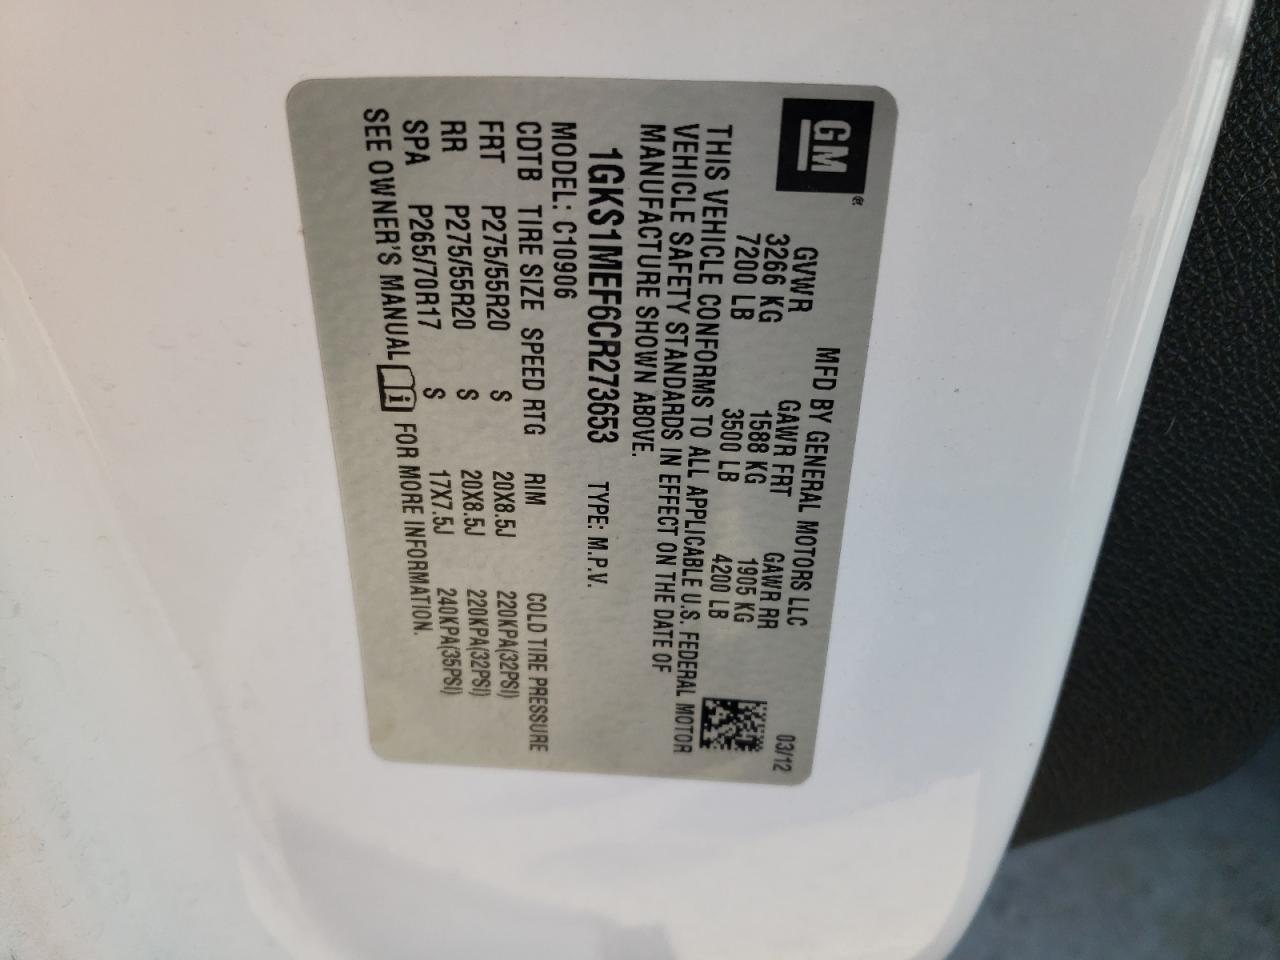 GM
MFD BY GENERAL MOTORS LLC 03/12
GVWR GAWR FRT GAWR RR
3266 KG 1588 KG 1905 KG
7200 LB 3500 LB 4200 LB
THIS VEHICLE CONFORMS TO ALL APPLICABLE U.S. FEDERAL MOTOR
VEHICLE SAFETY STANDARDS IN EFFECT ON THE DATE OF
MANUFACTURE SHOWN ABOVE.
1GKS1MEF6CR273653 TYPE: M.P.V.
MODEL: C10906
CDTB TIRE SIZE SPEED RTG RIM COLD TIRE PRESSURE
FRT P275/55R20 S 20X8.5J 220KPA(32PSI)
RR P275/55R20 S 20X8.5J 220KPA(32PSI)
SPA P265/70R17 S 17X7.5J 240KPA(35PSI)
SEE OWNER'S MANUAL i FOR MORE INFORMATION.